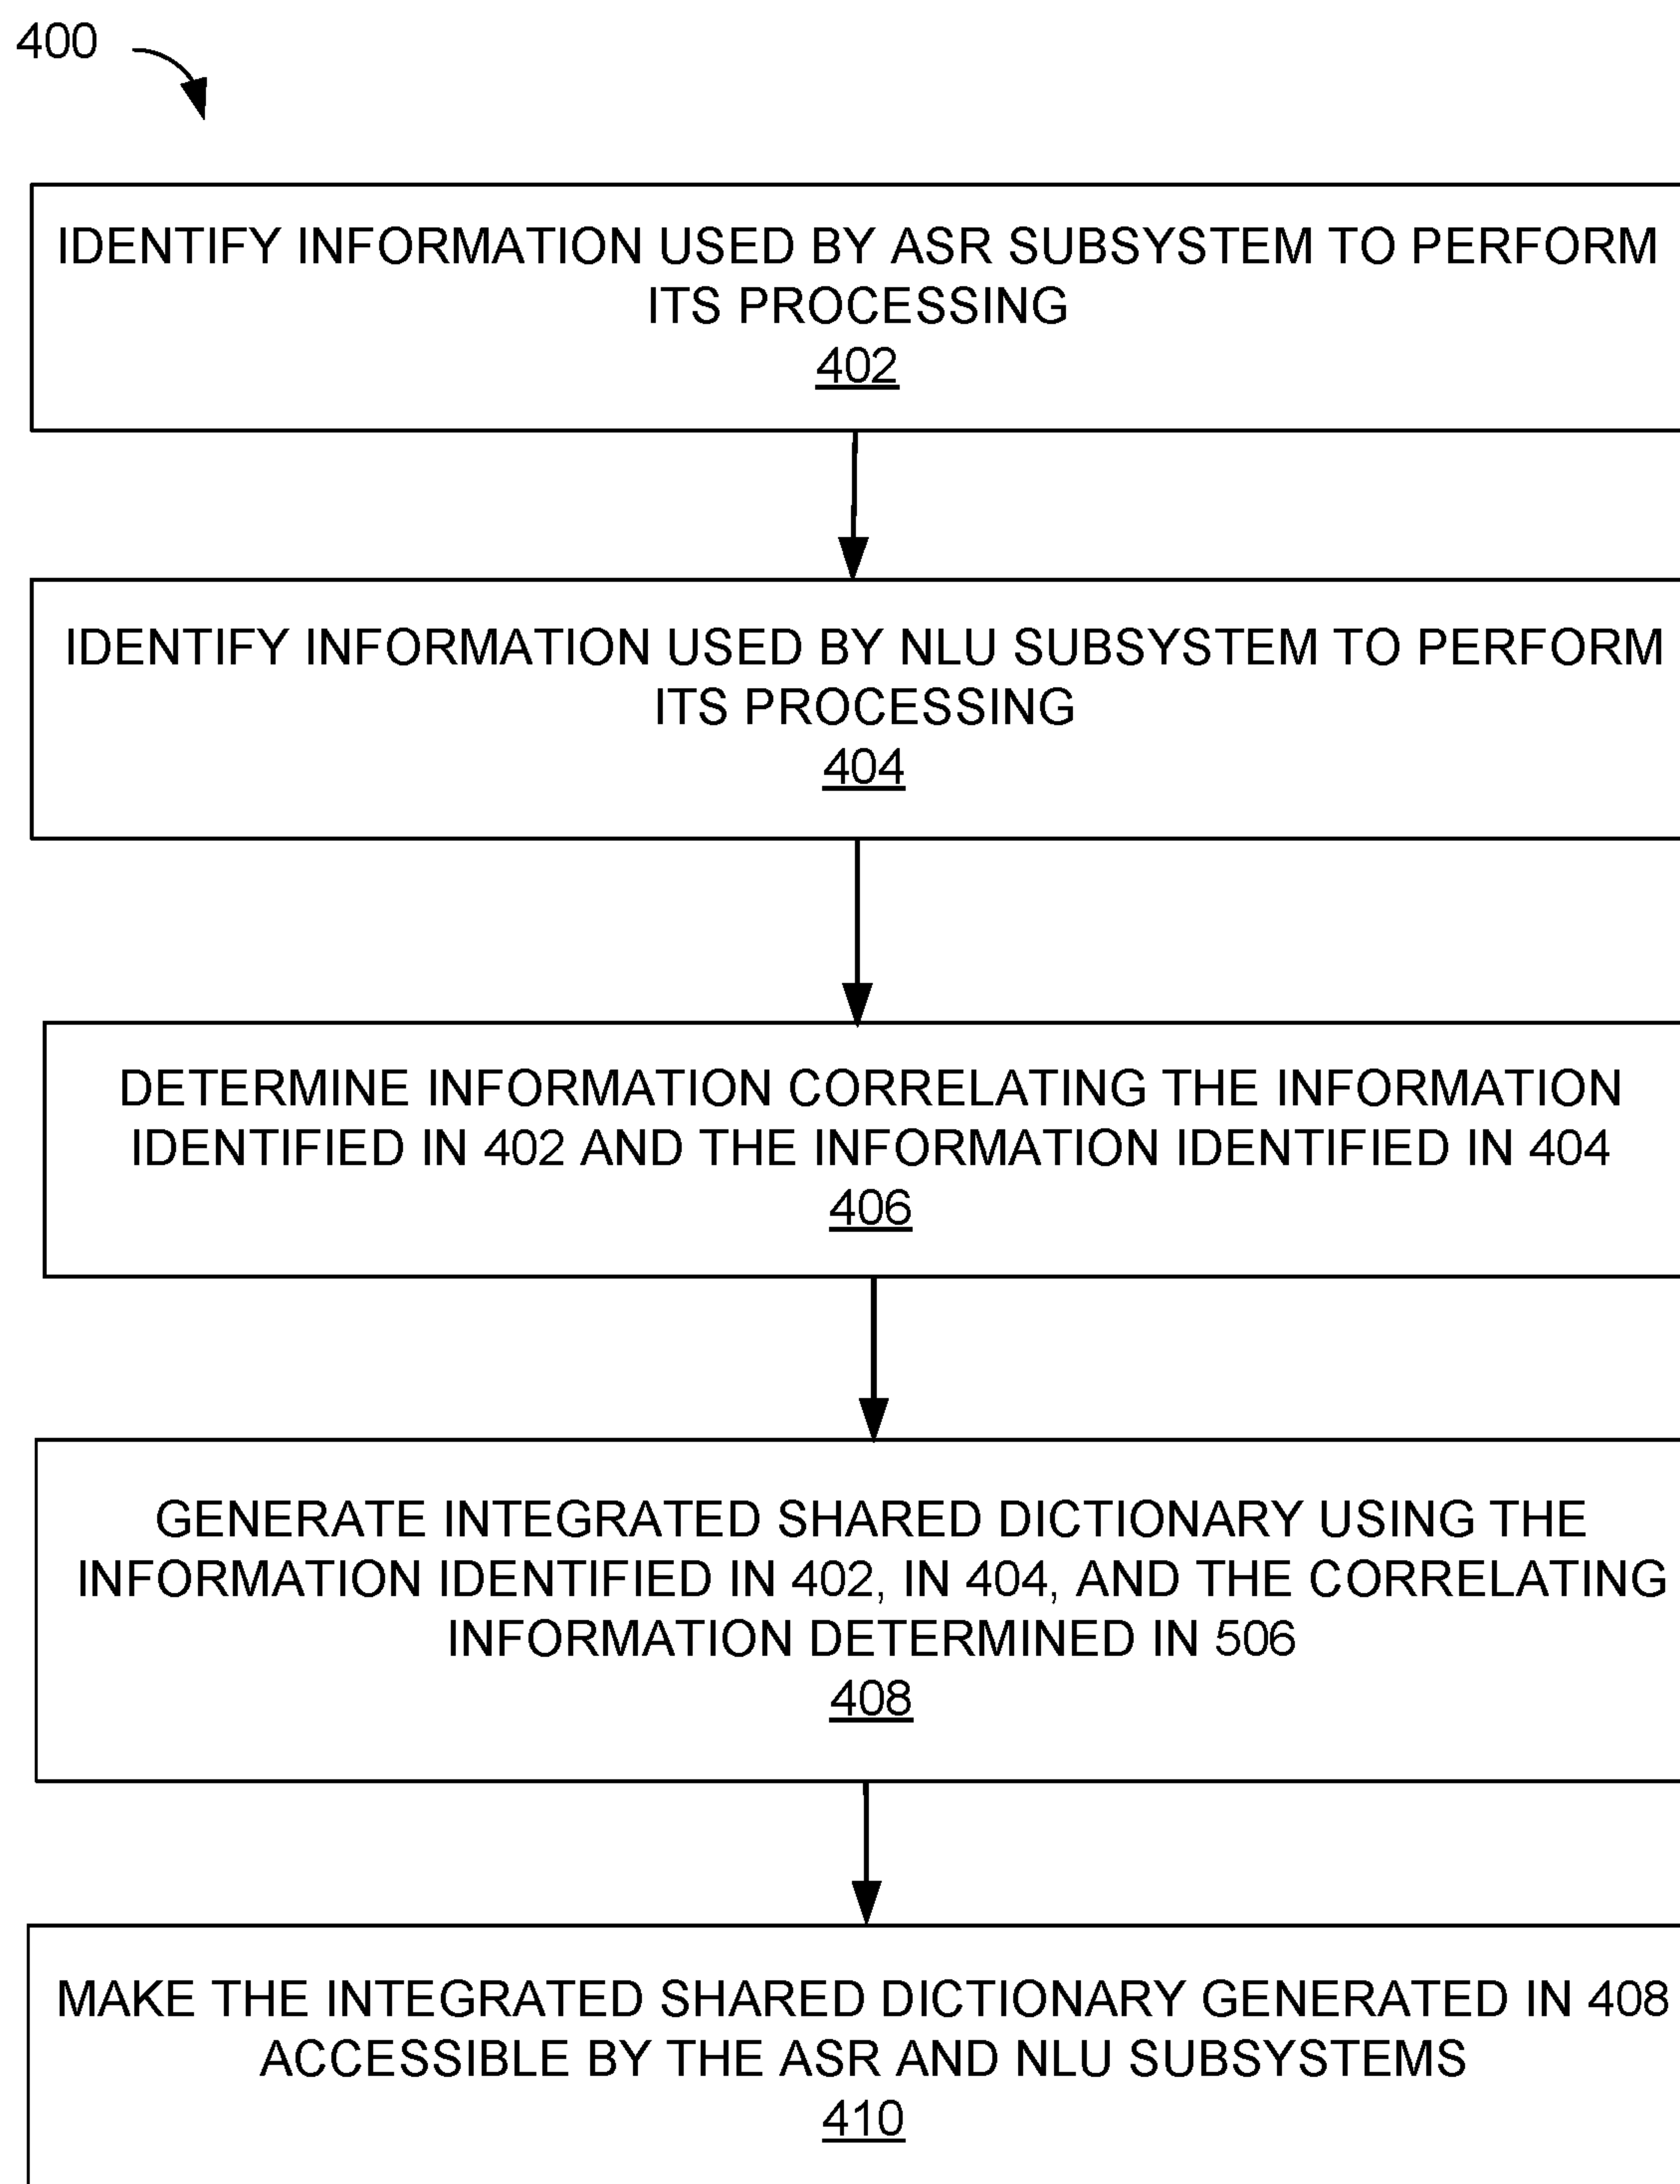 400
IDENTIFY INFORMATION USED BY ASR SUBSYSTEM TO PERFORM
ITS PROCESSING
402
IDENTIFY INFORMATION USED BY NLU SUBSYSTEM TO PERFORM
ITS PROCESSING
404
DETERMINE INFORMATION CORRELATING THE INFORMATION
IDENTIFIED IN 402 AND THE INFORMATION IDENTIFIED IN 404
406
GENERATE INTEGRATED SHARED DICTIONARY USING THE
INFORMATION IDENTIFIED IN 402, IN 404, AND THE CORRELATING
INFORMATION DETERMINED IN 506
408
MAKE THE INTEGRATED SHARED DICTIONARY GENERATED IN 408
ACCESSIBLE BY THE ASR AND NLU SUBSYSTEMS
410